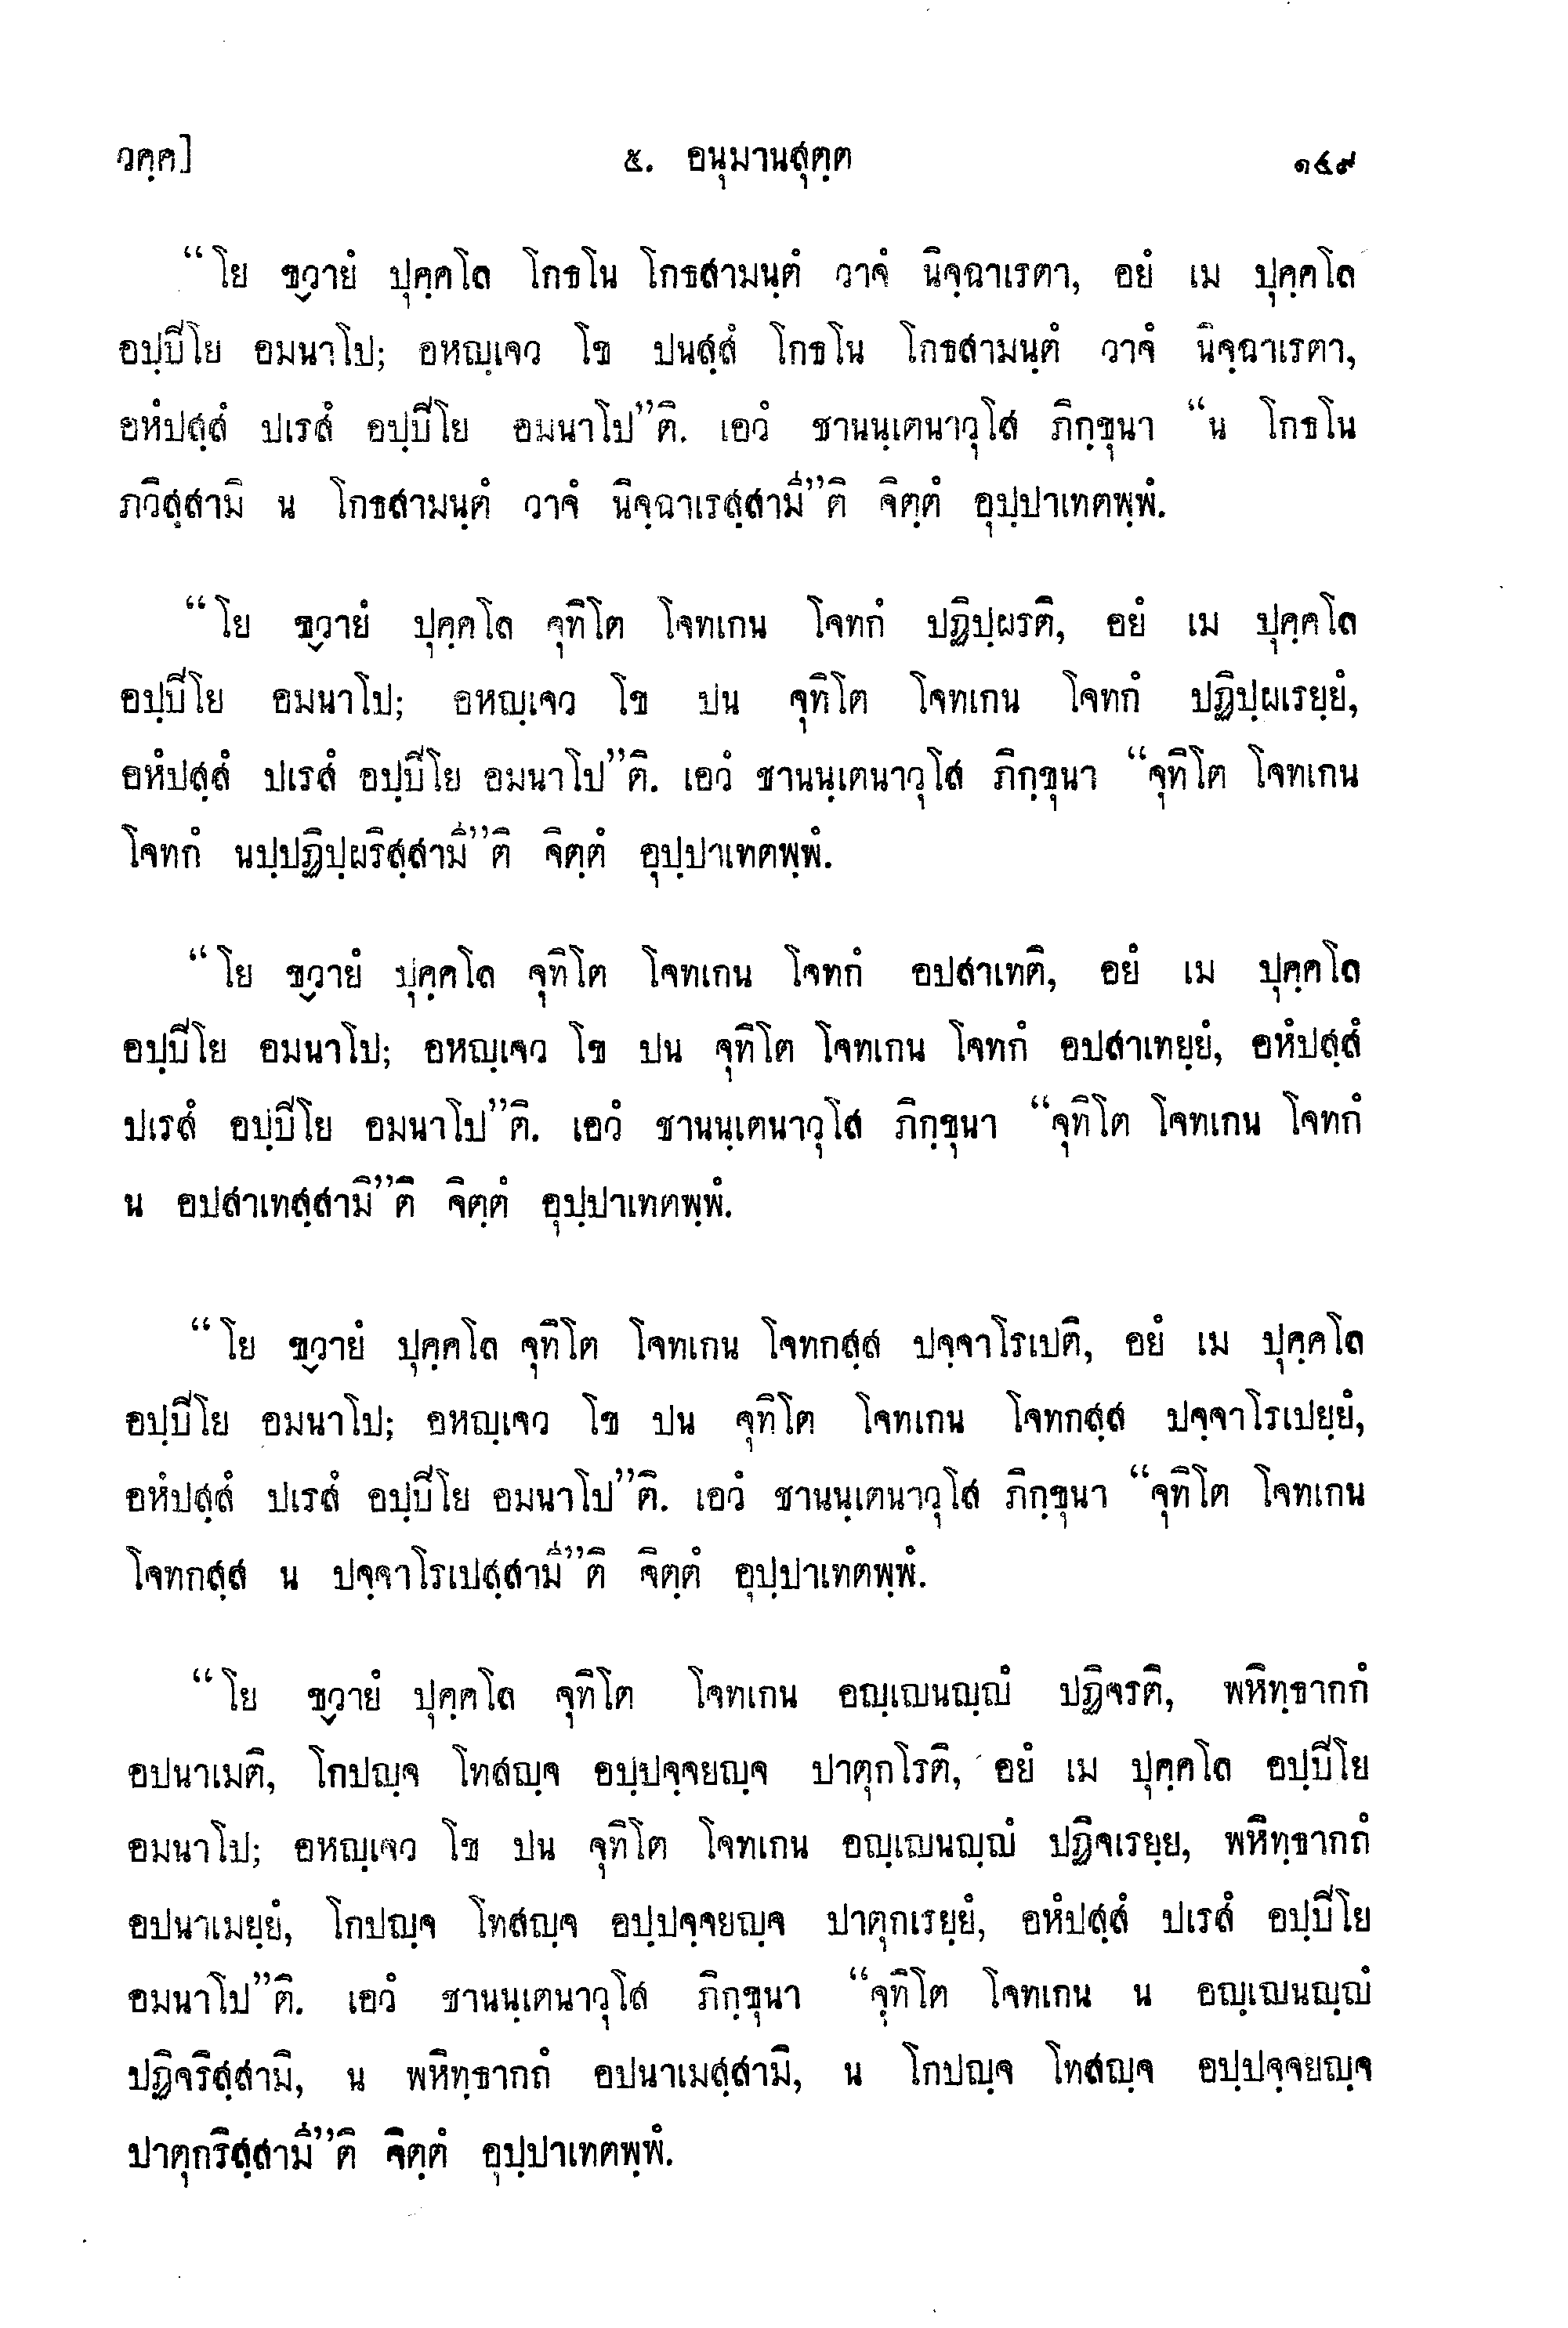 วคฺค] ๕. อนุมานสุตฺต ๑๔๙
“โย ขฺวายํ ปุคฺคโล โกธโน โกธสามนฺตํ วาจํ นิจฺฉาเรตา, อยํ เม ปุคฺคโล
อปฺปิโย อมนาโป; อหญฺเจว โข ปนสฺสํ โกธโน โกธสามนฺตํ วาจํ นิจฺฉาเรตา,
อหํปสฺสํ ปเรสํ อปฺปิโย อมนาโป”ติ. เอวํ ชานนฺเตนาวุโส ภิกฺขุนา “น โกธโน
ภวิสฺสามิ น โกธสามนฺตํ วาจํ นิจฺฉาเรสฺสามี”ติ จิตฺตํ อุปฺปาเทตพฺพํ.
“โย ขฺวายํ ปุคฺคโล จุทิโต โจทเกน โจทกํ ปฏิปฺผรติ, อยํ เม ปุคฺคโล
อปฺปิโย อมนาโป; อหญฺเจว โข ปน จุทิโต โจทเกน โจทกํ ปฏิปฺผเรยฺยํ,
อหํปสฺสํ ปเรสํ อปฺปิโย อมนาโป”ติ. เอวํ ชานนฺเตนาวุโส ภิกฺขุนา “จุทิโต โจทเกน
โจทกํ นปฺปฏิปฺผริสฺสามี”ติ จิตฺตํ อุปฺปาเทตพฺพํ.
“โย ขฺวายํ ปุคฺคโล จุทิโต โจทเกน โจทกํ อปสาเทติ, อยํ เม ปุคฺคโล
อปฺปิโย อมนาโป; อหญฺเจว โข ปน จุทิโต โจทเกน โจทกํ อปสาเทยฺยํ, อหํปสฺสํ
ปเรสํ อปฺปิโย อมนาโป”ติ. เอวํ ชานนฺเตนาวุโส ภิกฺขุนา “จุทิโต โจทเกน โจทกํ
น อปสาเทสฺสามี”ติ จิตฺตํ อุปฺปาเทตพฺพํ.
“โย ขฺวายํ ปุคฺคโล จุทิโต โจทเกน โจทกสฺส ปจฺจาโรเปติ, อยํ เม ปุคฺคโล
อปฺปิโย อมนาโป; อหญฺเจว โข ปน จุทิโต โจทเกน โจทกสฺส ปจฺจาโรเปยฺยํ,
อหํปสฺสํ ปเรสํ อปฺปิโย อมนาโป”ติ. เอวํ ชานนฺเตนาวุโส ภิกฺขุนา “จุทิโต โจทเกน
โจทกสฺส น ปจฺจาโรเปสฺสามี”ติ จิตฺตํ อุปฺปาเทตพฺพํ.
“โย ขฺวายํ ปุคฺคโล จุทิโต โจทเกน อญฺเญนญฺญํ ปฏิจรติ, พหิทฺธากถํ
อปนาเมติ, โกปญฺจ โทสญฺจ อปฺปจฺจยญฺจ ปาตุกโรติ, อยํ เม ปุคฺคโล อปฺปิโย
อมนาโป; อหญฺเจว โข ปน จุทิโต โจทเกน อญฺเญนญฺญํ ปฏิจเรยฺย, พหิทฺธากถํ
อปนาเมยฺยํ, โกปญฺจ โทสญฺจ อปฺปจฺจยญฺจ ปาตุกเรยฺยํ, อหํปสฺสํ ปเรสํ อปฺปิโย
อมนาโป”ติ. เอวํ ชานนฺเตนาวุโส ภิกฺขุนา “จุทิโต โจทเกน น อญฺเญนญฺญํ
ปฏิจริสฺสามิ, น พหิทฺธากถํ อปนาเมสฺสามิ, น โกปญฺจ โทสญฺจ อปฺปจฺจยญฺจ
ปาตุกริสฺสามี”ติ จิตฺตํ อุปฺปาเทตพฺพํ.